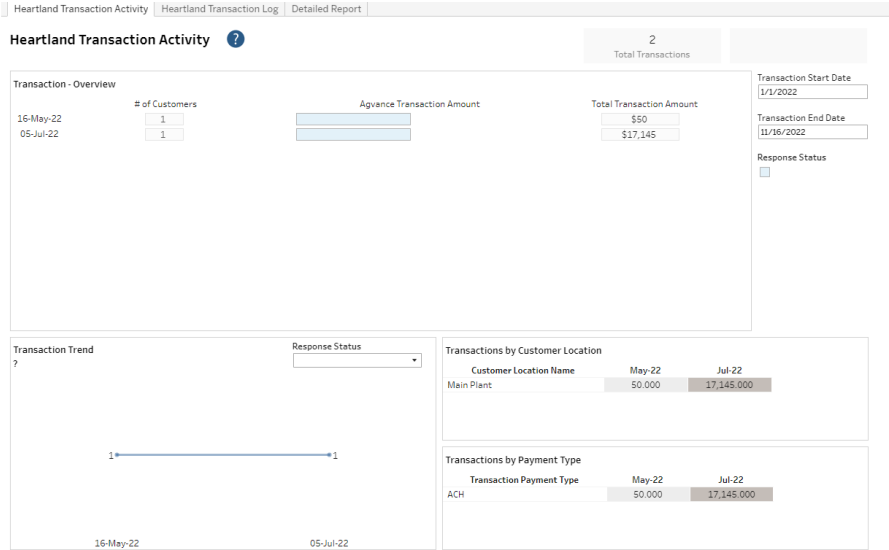 Heartland Transaction Activity
Heartland Transaction Log
Detailed Report
Heartland Transaction Activity ?
2
Total Transactions
Transaction - Overview
# of Customers Agvance Transaction Amount Total Transaction Amount
16-May-22 1 $50
05-Jul-22 1 $17,145
Transaction Start Date
1/1/2022
Transaction End Date
11/16/2022
Response Status
Transaction Trend
?
Response Status
1 1
16-May-22 05-Jul-22
Transactions by Customer Location
Customer Location Name May-22 Jul-22
Main Plant 50.000 17,145.000
Transactions by Payment Type
Transaction Payment Type May-22 Jul-22
ACH 50.000 17,145.000